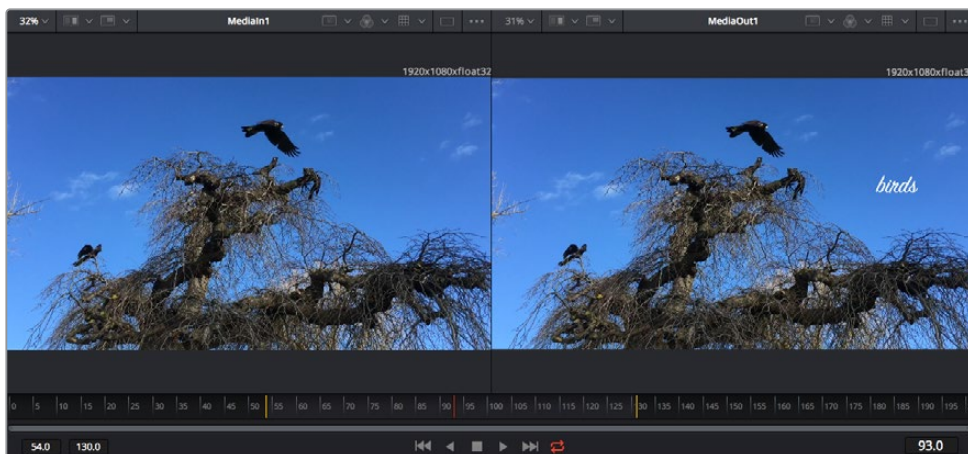 32% MediaIn1 31% MediaOut1
1920x1080xfloat32 1920x1080xfloat3
birds
0 5 10 15 20 25 30 35 40 45 50 55 60 65 70 75 80 85 90 95 100 105 110 115 120 125 130 135 140 145 150 155 160 165 170 175 180 185 190 195
54.0 130.0 93.0